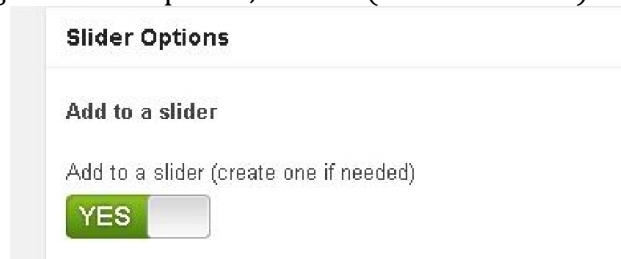 Slider Options
Add to a slider
Add to a slider (create one if needed)
YES